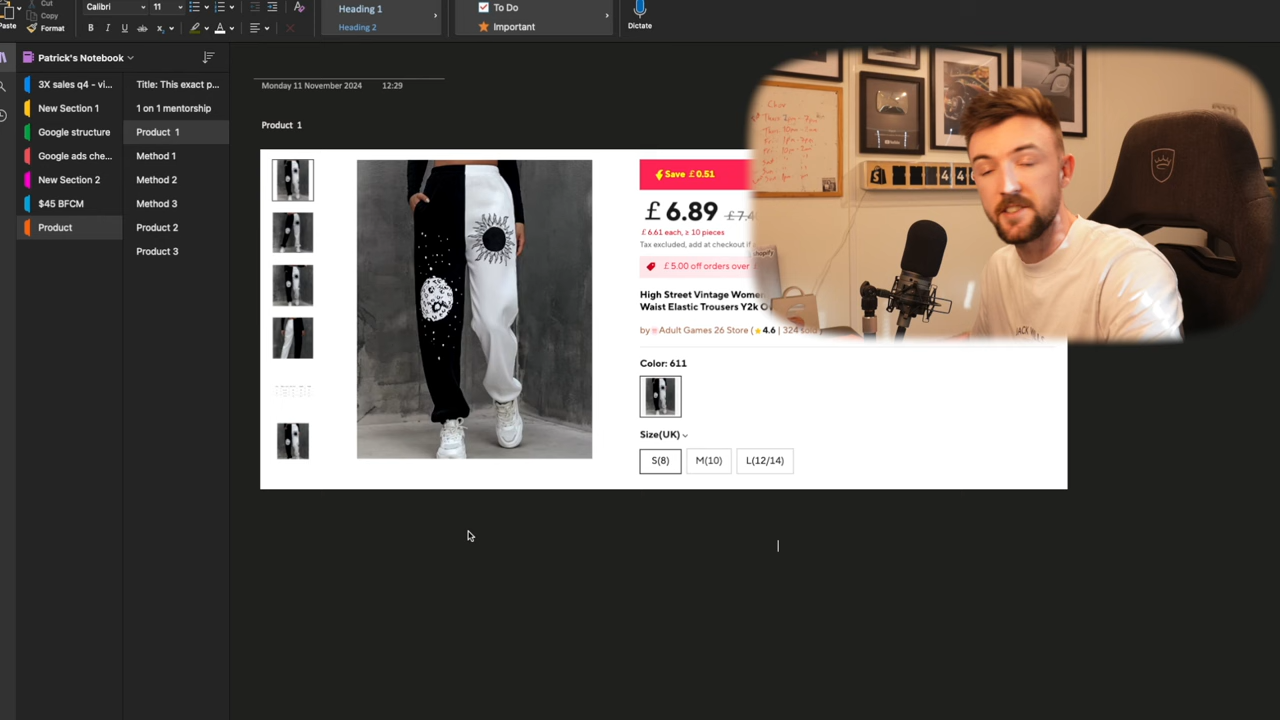 Cut
Paste
Copy
Format
Calibri
11
B I U ab
A
Heading 1
Heading 2
To Do
Important
Dictate
Patrick's Notebook
3X sales q4 - vi...
New Section 1
Google structure
Google ads che...
New Section 2
$45 BFCM
Product
Title: This exact p...
1 on 1 mentorship
Product 1
Method 1
Method 2
Method 3
Product 2
Product 3
Monday 11 November 2024 12:29
Product 1
Save £0.51
£6.89
£6.61 each, ≥ 10 pieces
Tax excluded, add at checkout if
£5.00 off orders over
High Street Vintage
Waist Elastic Trousers Y2k
by Adult Games 26 Store (★4.6 | 324 sold
Color: 611
Size(UK)
S(8) M(10) L(12/14)
shopify